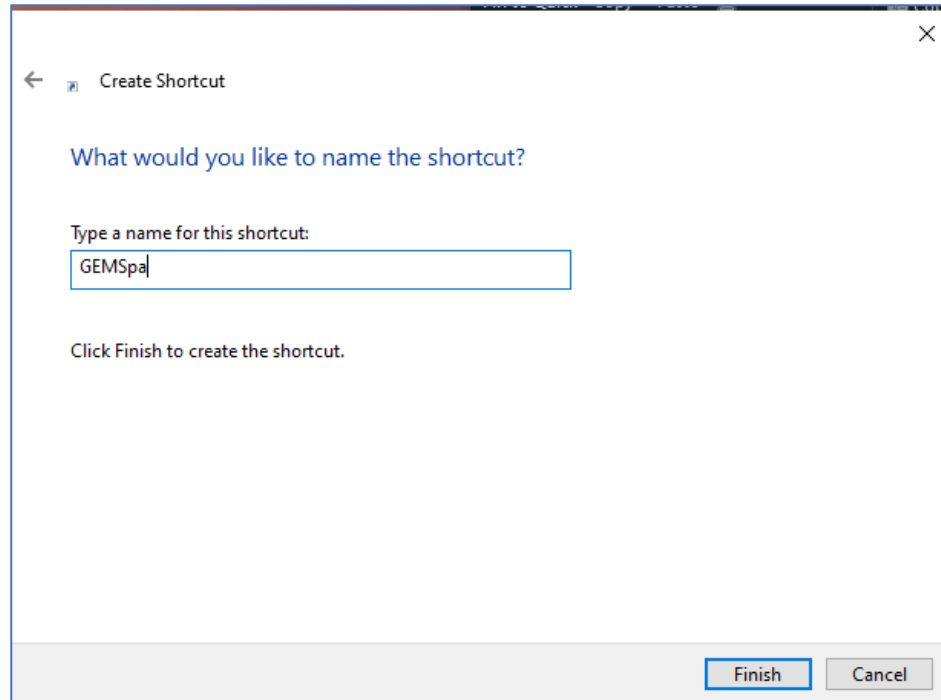 Create Shortcut
What would you like to name the shortcut?
Type a name for this shortcut:
GEMSpa
Click Finish to create the shortcut.
Finish Cancel